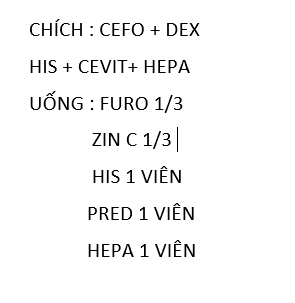 CHÍCH : CEFO + DEX
HIS + CEVIT+ HEPA
UỐNG : FURO 1/3
ZIN C 1/3
HIS 1 VIÊN
PRED 1 VIÊN
HEPA 1 VIÊN